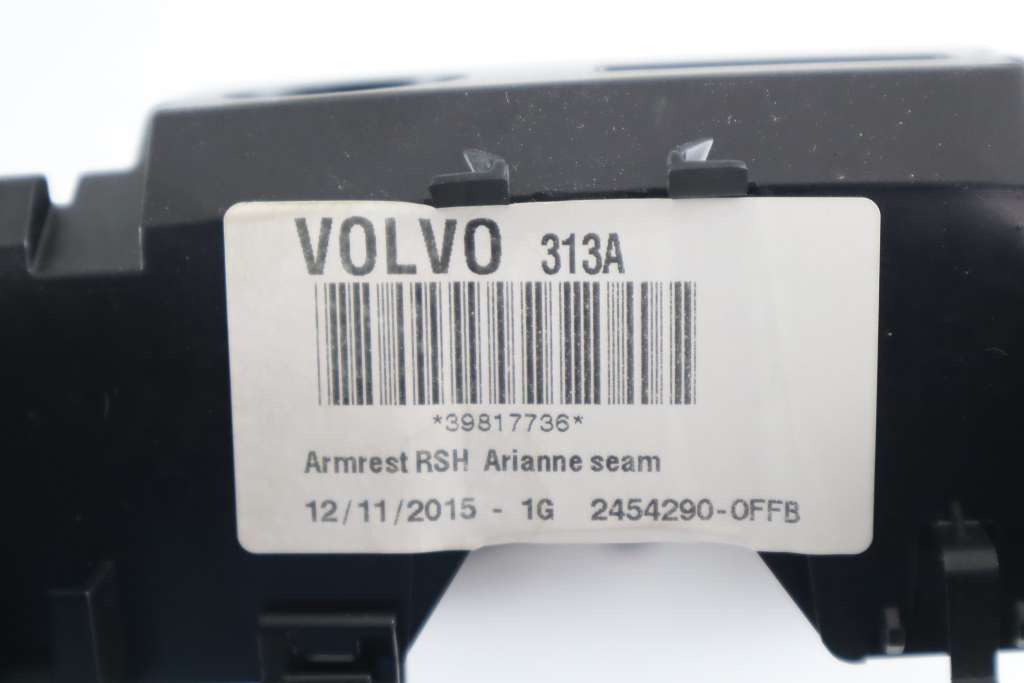 VOLVO 313A
*39817736*
Armrest RSH Arianne seam
12/11/2015 - 1G 2454290-0FFB